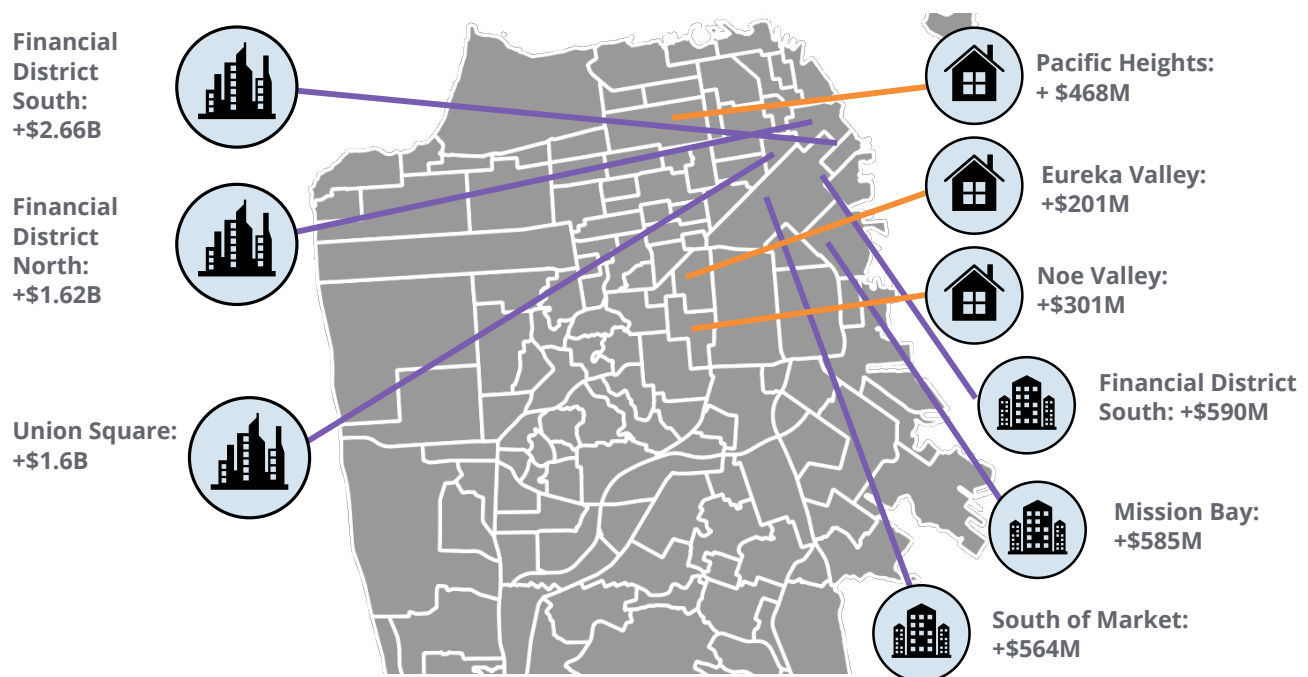 Financial
District
South:
+$2.66B
Financial
District
North:
+$1.62B
Union Square:
+$1.6B
Pacific Heights:
+ $468M
Eureka Valley:
+$201M
Noe Valley:
+$301M
Financial District
South: +$590M
Mission Bay:
+$585M
South of Market:
+$564M